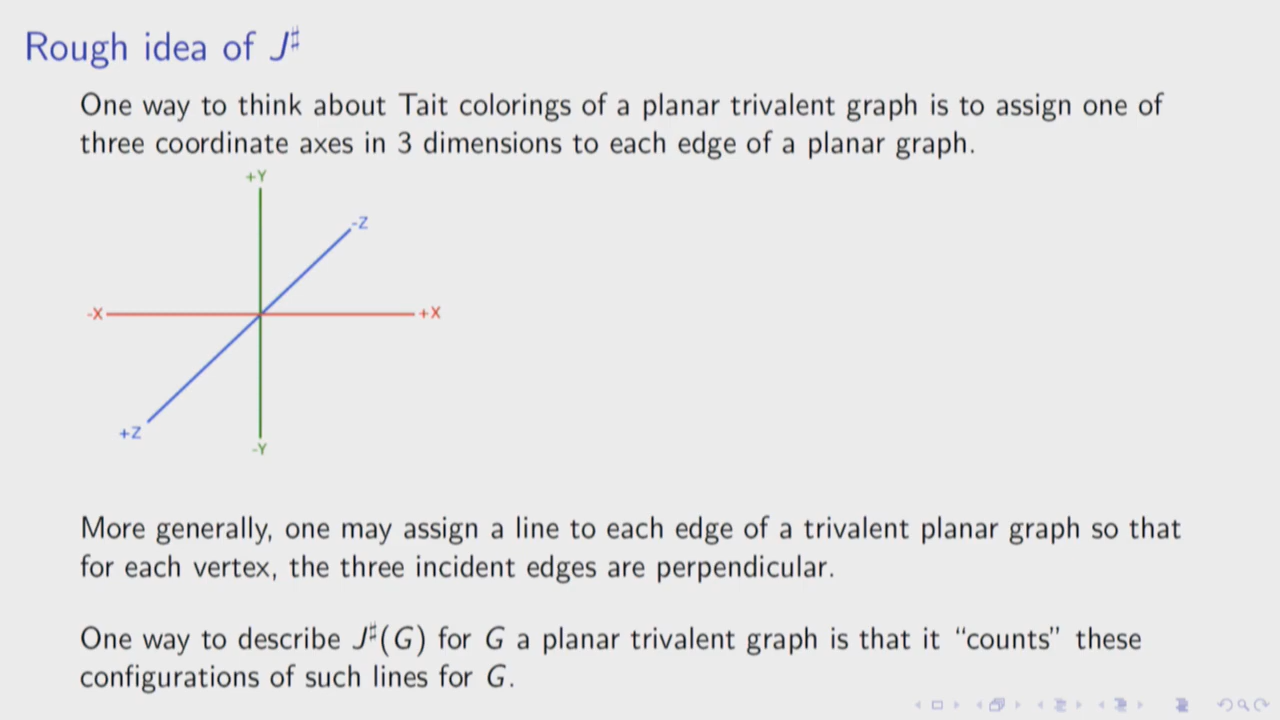 Rough idea of J♯
One way to think about Tait colorings of a planar trivalent graph is to assign one of
three coordinate axes in 3 dimensions to each edge of a planar graph.
+Y
-Z
-X
+X
+Z
-Y
More generally, one may assign a line to each edge of a trivalent planar graph so that
for each vertex, the three incident edges are perpendicular.
One way to describe J♯(G) for G a planar trivalent graph is that it “counts” these
configurations of such lines for G.